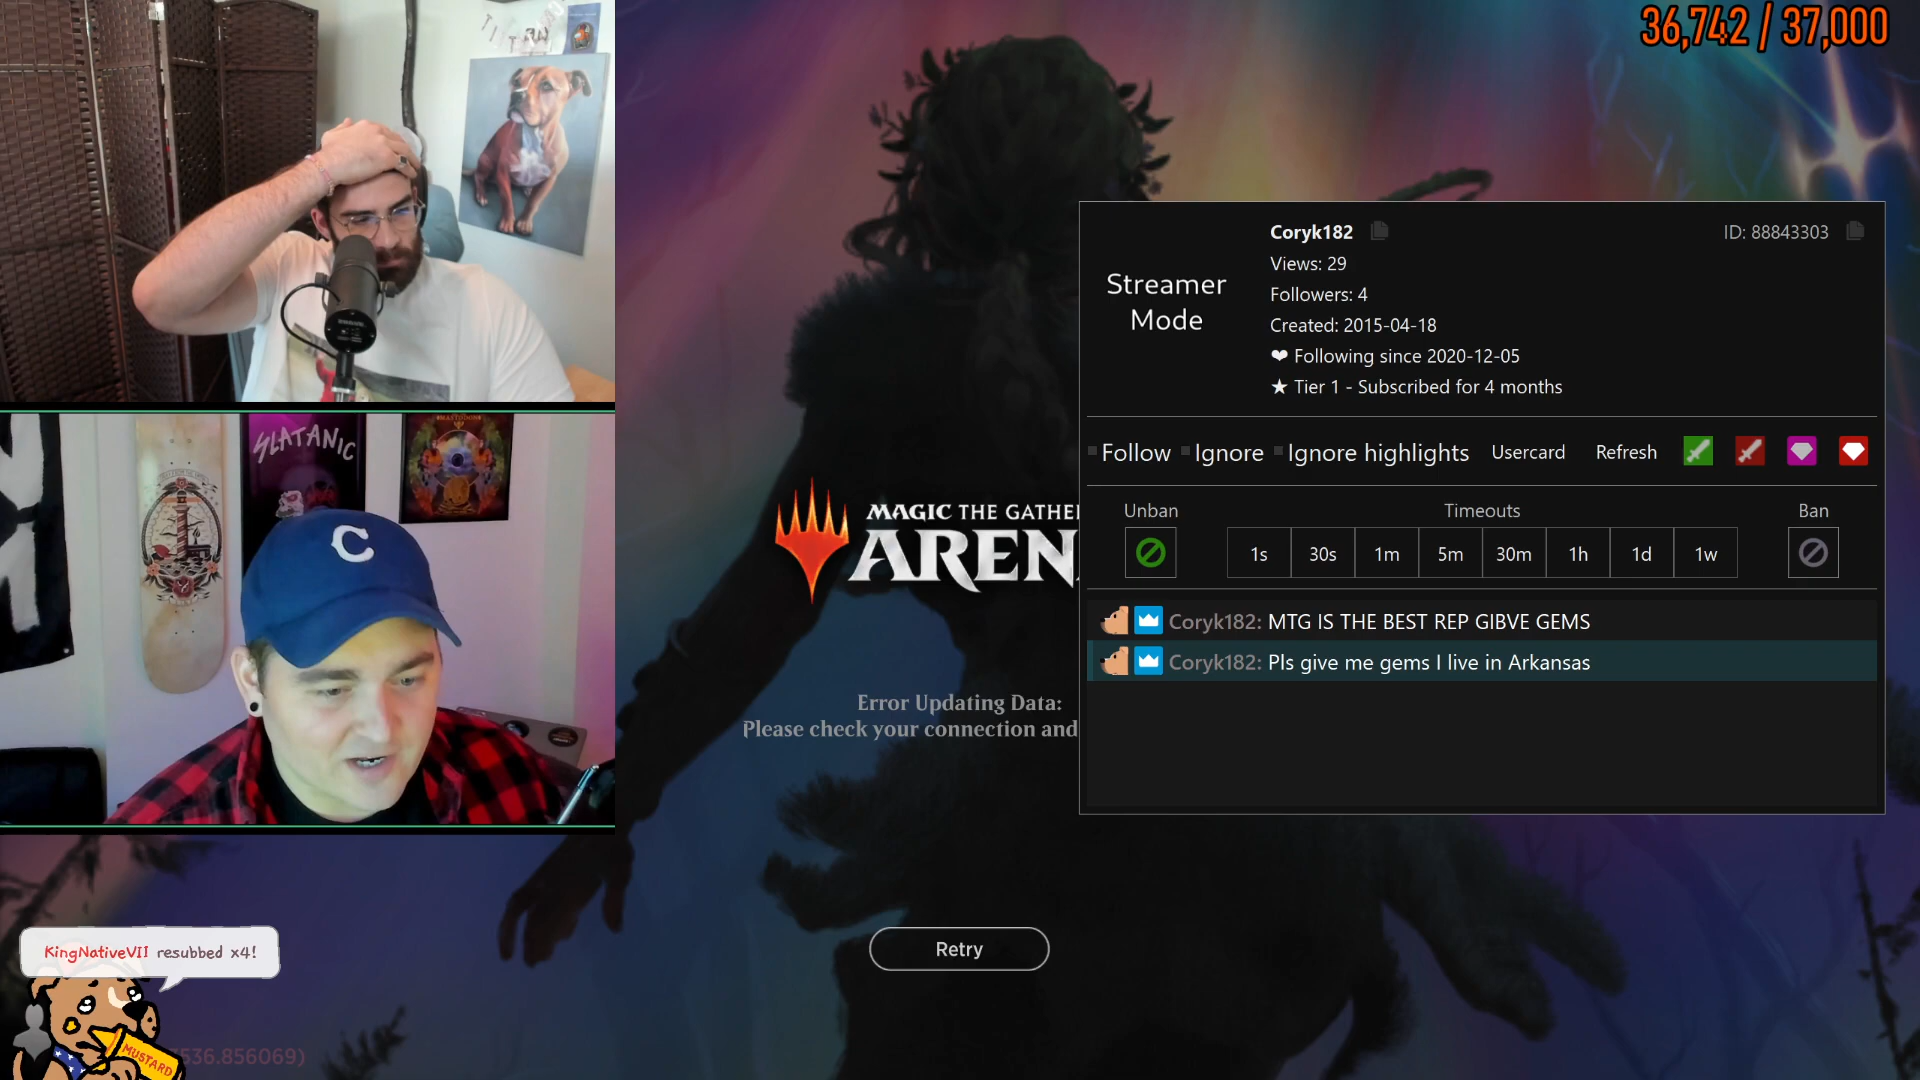 36,742 / 37,000
SLATANIC
C
MAGIC THE GATHE
AREN
Error Updating Data:
Please check your connection and
Retry
Streamer
Mode
Coryk182
ID: 88843303
Views: 29
Followers: 4
Created: 2015-04-18
❤ Following since 2020-12-05
★ Tier 1 - Subscribed for 4 months
Follow
Ignore
Ignore highlights
Usercard
Refresh
Unban
Timeouts
Ban
1s
30s
1m
5m
30m
1h
1d
1w
Coryk182: MTG IS THE BEST REP GIBVE GEMS
Coryk182: Pls give me gems I live in Arkansas
KingNativeVII resubbed x4!
MUSTARD
536.856069)